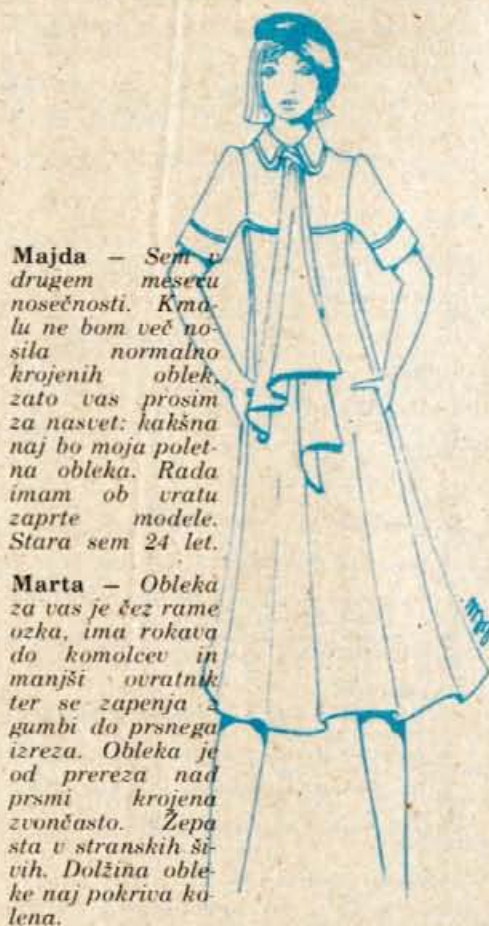 Majda — Sem v
drugem mesecu
nosečnosti. Kma-
lu ne bom več no-
sila normalno
krojenih oblek,
zato vas prosim
za nasvet: kakšna
naj bo moja polet-
na obleka. Rada
imam ob vratu
zaprte modele.
Stara sem 24 let.
Marta — Obleka
za vas je čez rame
ozka, ima rokava
do komolcev in
manjši ovratnik
ter se zapenja z
gumbi do prsnega
izreza. Obleka je
od prereza nad
prsmi krojena
zvončasto. Žepa
sta v stranskih ši-
vih. Dolžina oble-
ke naj pokriva ko-
lena.